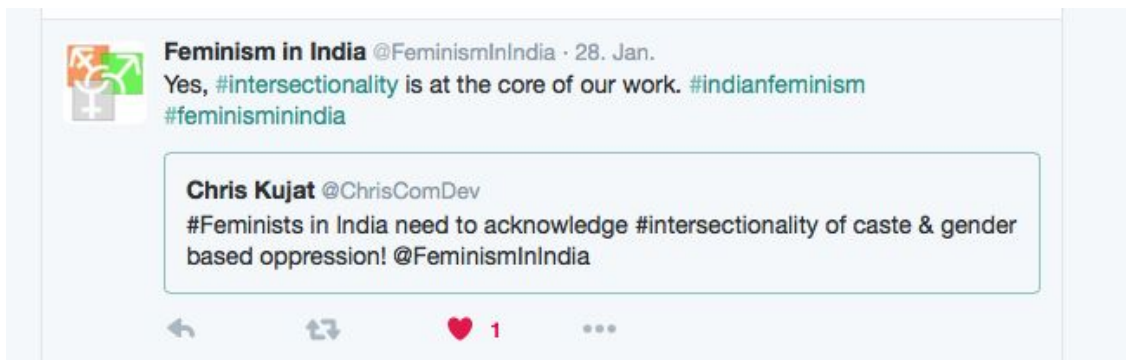 Feminism in India @FeminismInIndia · 28. Jan.
Yes, #intersectionality is at the core of our work. #indianfeminism
#feminisminindia
Chris Kujat @ChrisComDev
#Feminists in India need to acknowledge #intersectionality of caste & gender
based oppression! @FeminismInIndia
1